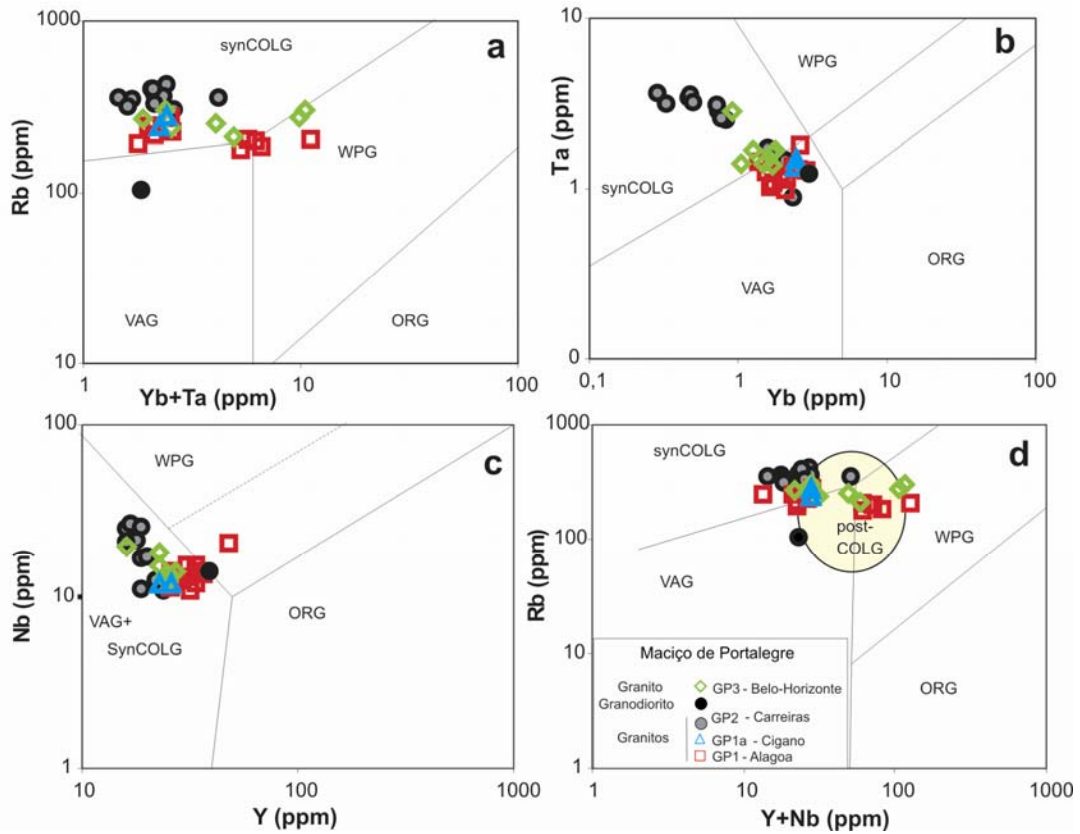 a
1000
synCOLG
WPG
VAG
ORG
100
10
1
10
100
Rb (ppm)
Yb+Ta (ppm)
b
10
WPG
synCOLG
VAG
ORG
1
0
0,1
1
10
100
Ta (ppm)
Yb (ppm)
c
100
WPG
VAG+
SynCOLG
ORG
10
1
10
100
1000
Nb (ppm)
Y (ppm)
d
1000
synCOLG
post-
COLG
WPG
VAG
ORG
100
10
1
1
10
100
1000
Rb (ppm)
Y+Nb (ppm)
Maciço de Portalegre
Granito GP3 - Belo-Horizonte
Granodiorito
GP2 - Carreiras
Granitos GP1a - Cigano
GP1 - Alagoa